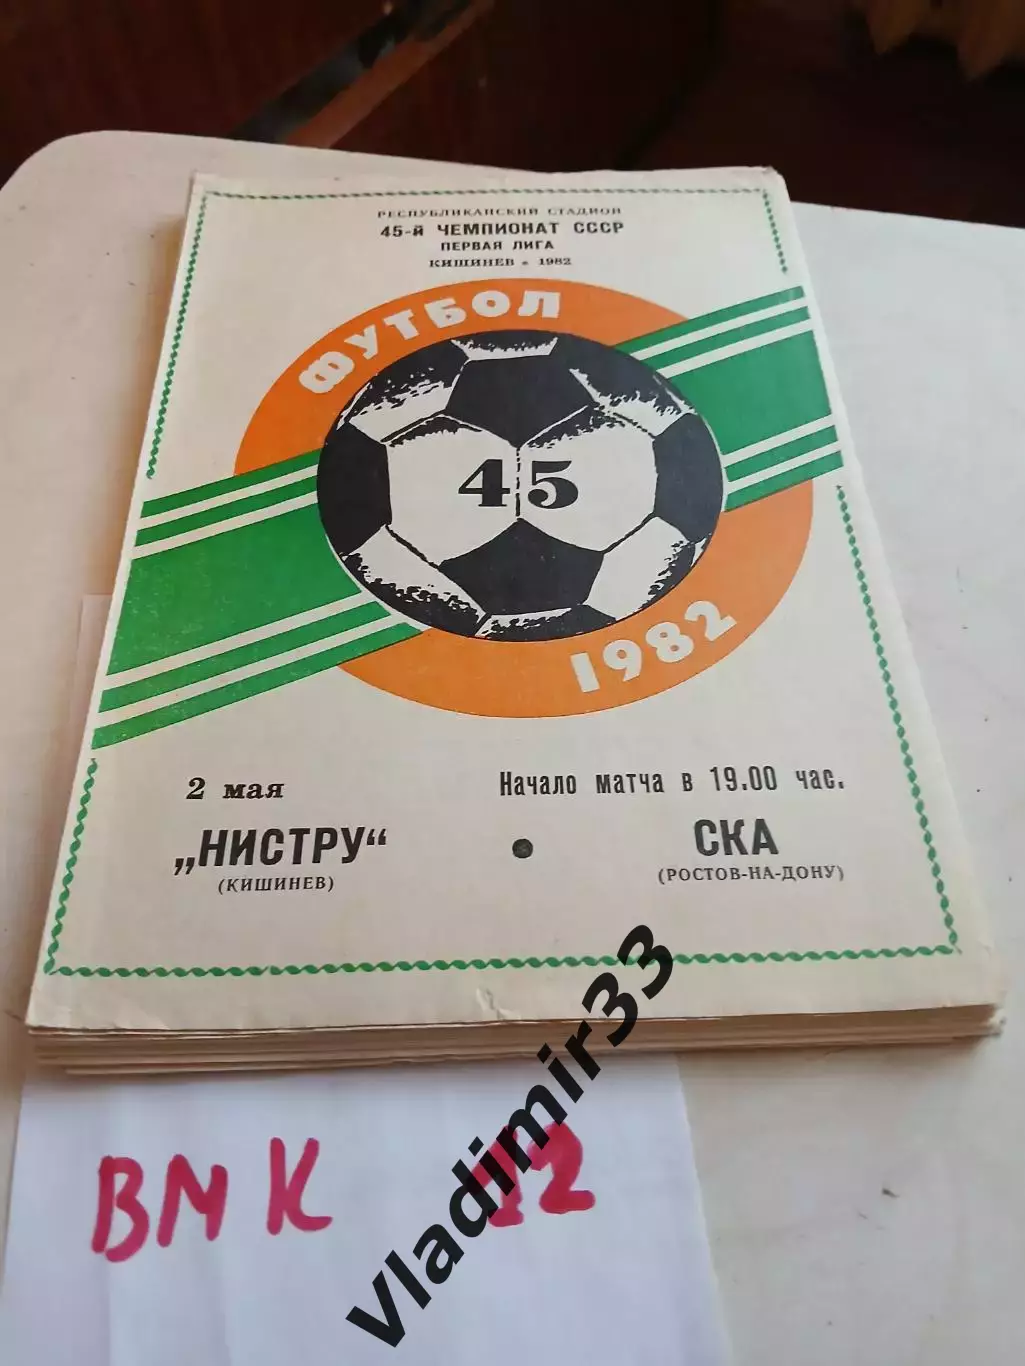 РЕСПУБЛИКАНСКИЙ СТАДИОН
45-й ЧЕМПИОНАТ СССР
ПЕРВАЯ ЛИГА
КИШИНЕВ • 1982
ФУТБОЛ
45
1982
2 мая
Начало матча в 19.00 час.
„НИСТРУ“ • СКА
(КИШИНЕВ)
(РОСТОВ-НА-ДОНУ)
ВМК
Vladimir33